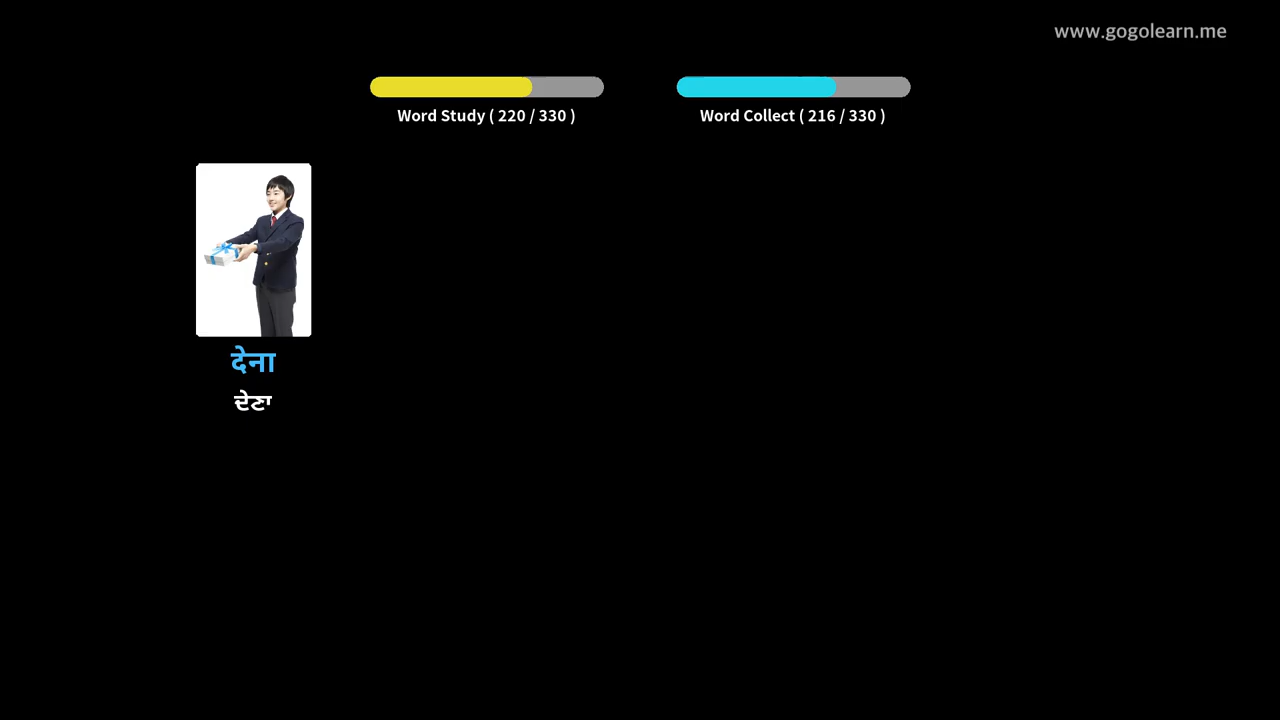 www.gogolearn.me
Word Study ( 220 / 330 )
Word Collect ( 216 / 330 )
देना
ਦੇਣਾ